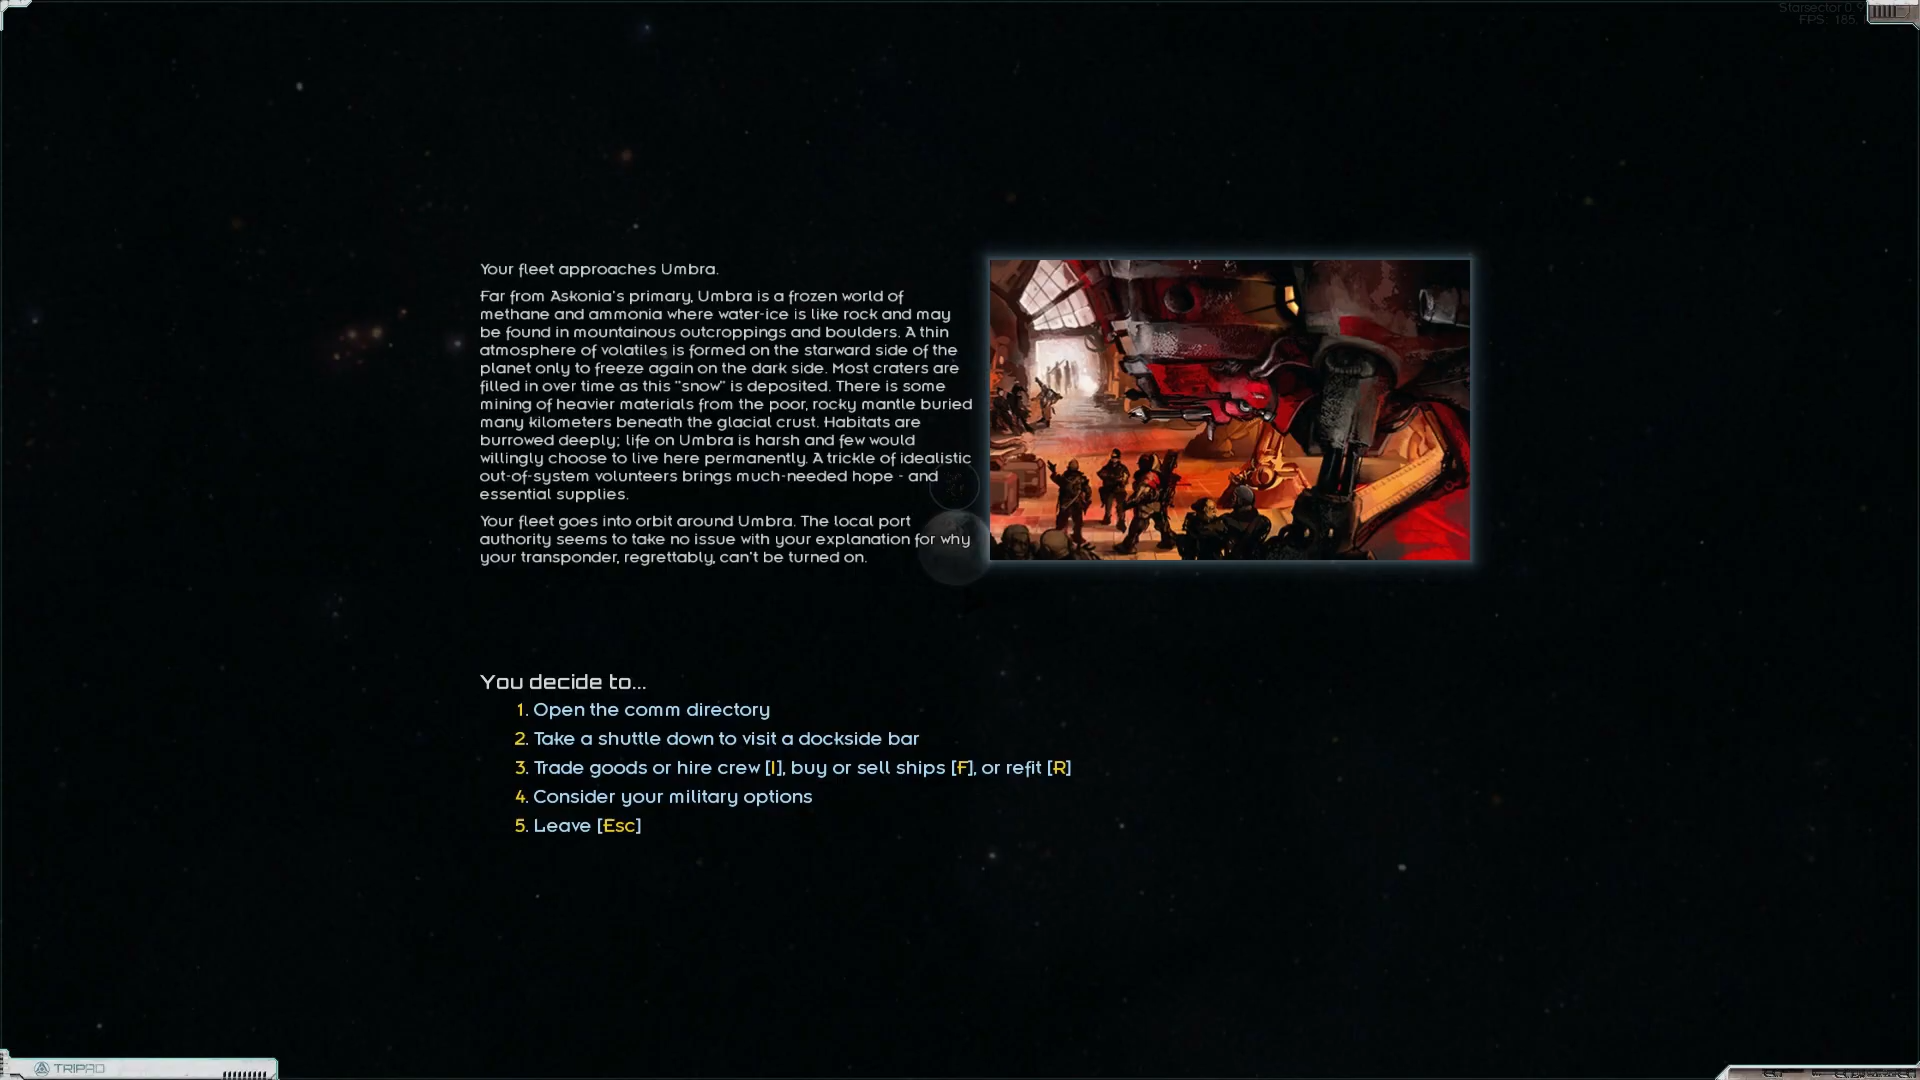 Starsector 0.9
FPS: 185.
Your fleet approaches Umbra.
Far from Askonia's primary, Umbra is a frozen world of
methane and ammonia where water-ice is like rock and may
be found in mountainous outcroppings and boulders. A thin
atmosphere of volatiles is formed on the starward side of the
planet only to freeze again on the dark side. Most craters are
filled in over time as this "snow" is deposited. There is some
mining of heavier materials from the poor, rocky mantle buried
many kilometers beneath the glacial crust. Habitats are
burrowed deeply; life on Umbra is harsh and few would
willingly choose to live here permanently. A trickle of idealistic
out-of-system volunteers brings much-needed hope - and
essential supplies.
Your fleet goes into orbit around Umbra. The local port
authority seems to take no issue with your explanation for why
your transponder, regrettably, can't be turned on.
You decide to...
1. Open the comm directory
2. Take a shuttle down to visit a dockside bar
3. Trade goods or hire crew [I], buy or sell ships [F], or refit [R]
4. Consider your military options
5. Leave [Esc]
TRIPAD